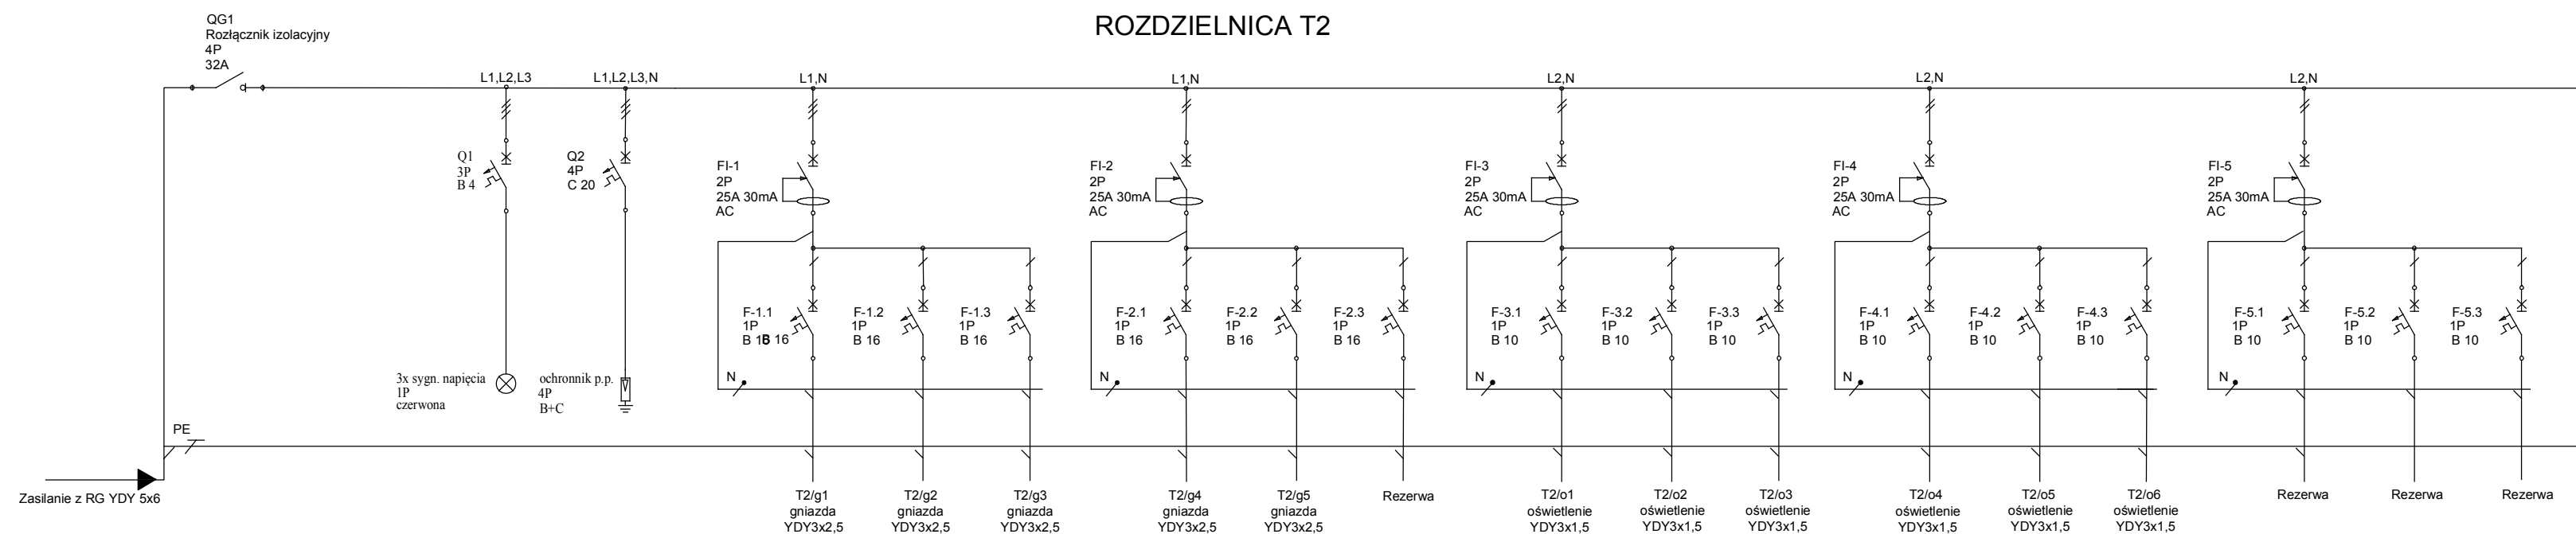 ROZDZIELNICA T2
QG1
Rozłącznik izolacyjny
4P
32A
L1,L2,L3
L1,L2,L3,N
L1,N
L1,N
L2,N
L2,N
L2,N
Q1
3P
B 4
Q2
4P
C 20
FI-1
2P
25A 30mA
AC
FI-2
2P
25A 30mA
AC
FI-3
2P
25A 30mA
AC
FI-4
2P
25A 30mA
AC
FI-5
2P
25A 30mA
AC
F-1.1
1P
B 16
B 16
F-1.2
1P
B 16
F-1.3
1P
B 16
F-2.1
1P
B 16
F-2.2
1P
B 16
F-2.3
1P
B 16
F-3.1
1P
B 10
F-3.2
1P
B 10
F-3.3
1P
B 10
F-4.1
1P
B 10
F-4.2
1P
B 10
F-4.3
1P
B 10
F-5.1
1P
B 10
F-5.2
1P
B 10
F-5.3
1P
B 10
3x sygn. napięcia
1P
czerwona
ochronnik p.p.
4P
B+C
N
N
N
N
N
PE
Zasilanie z RG YDY 5x6
T2/g1
gniazda
YDY3x2,5
T2/g2
gniazda
YDY3x2,5
T2/g3
gniazda
YDY3x2,5
T2/g4
gniazda
YDY3x2,5
T2/g5
gniazda
YDY3x2,5
Rezerwa
T2/o1
oświetlenie
YDY3x1,5
T2/o2
oświetlenie
YDY3x1,5
T2/o3
oświetlenie
YDY3x1,5
T2/o4
oświetlenie
YDY3x1,5
T2/o5
oświetlenie
YDY3x1,5
T2/o6
oświetlenie
YDY3x1,5
Rezerwa
Rezerwa
Rezerwa